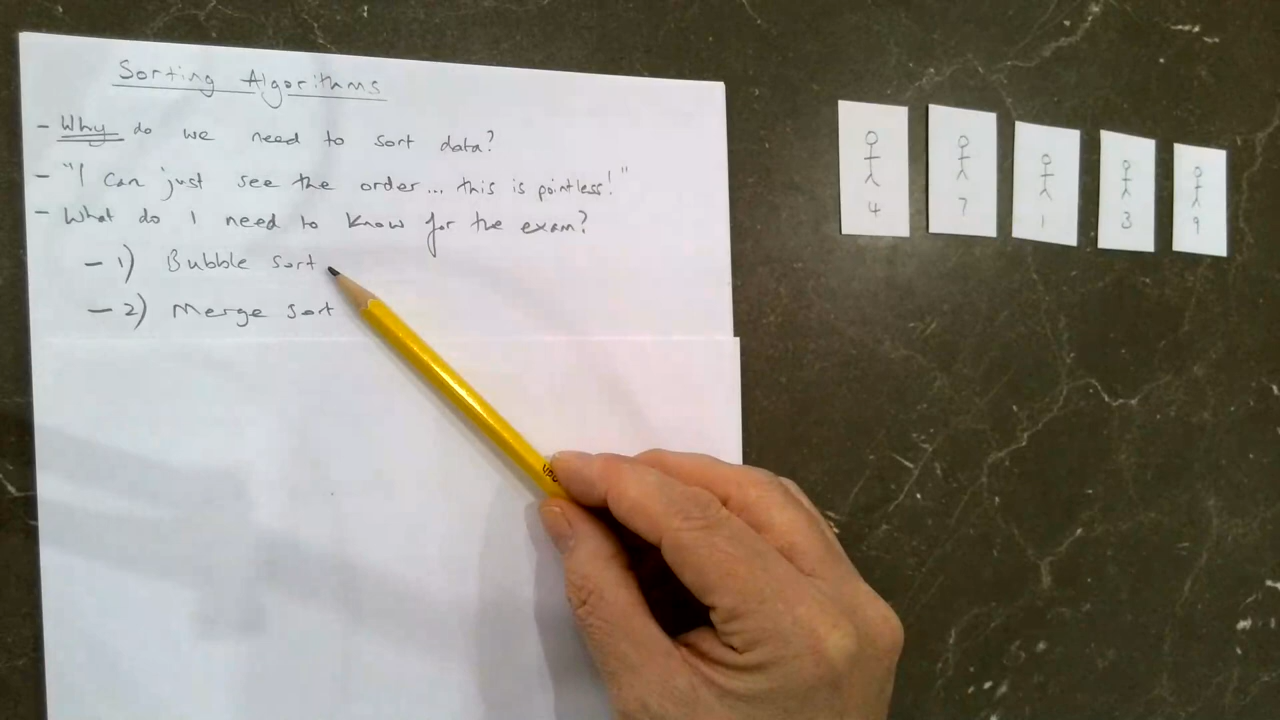 Sorting Algorithms
- Why do we need to sort data?
- "I can just see the order... this is pointless!"
- What do I need to know for the exam?
- 1) Bubble sort
- 2) Merge sort
4 7 1 3 9